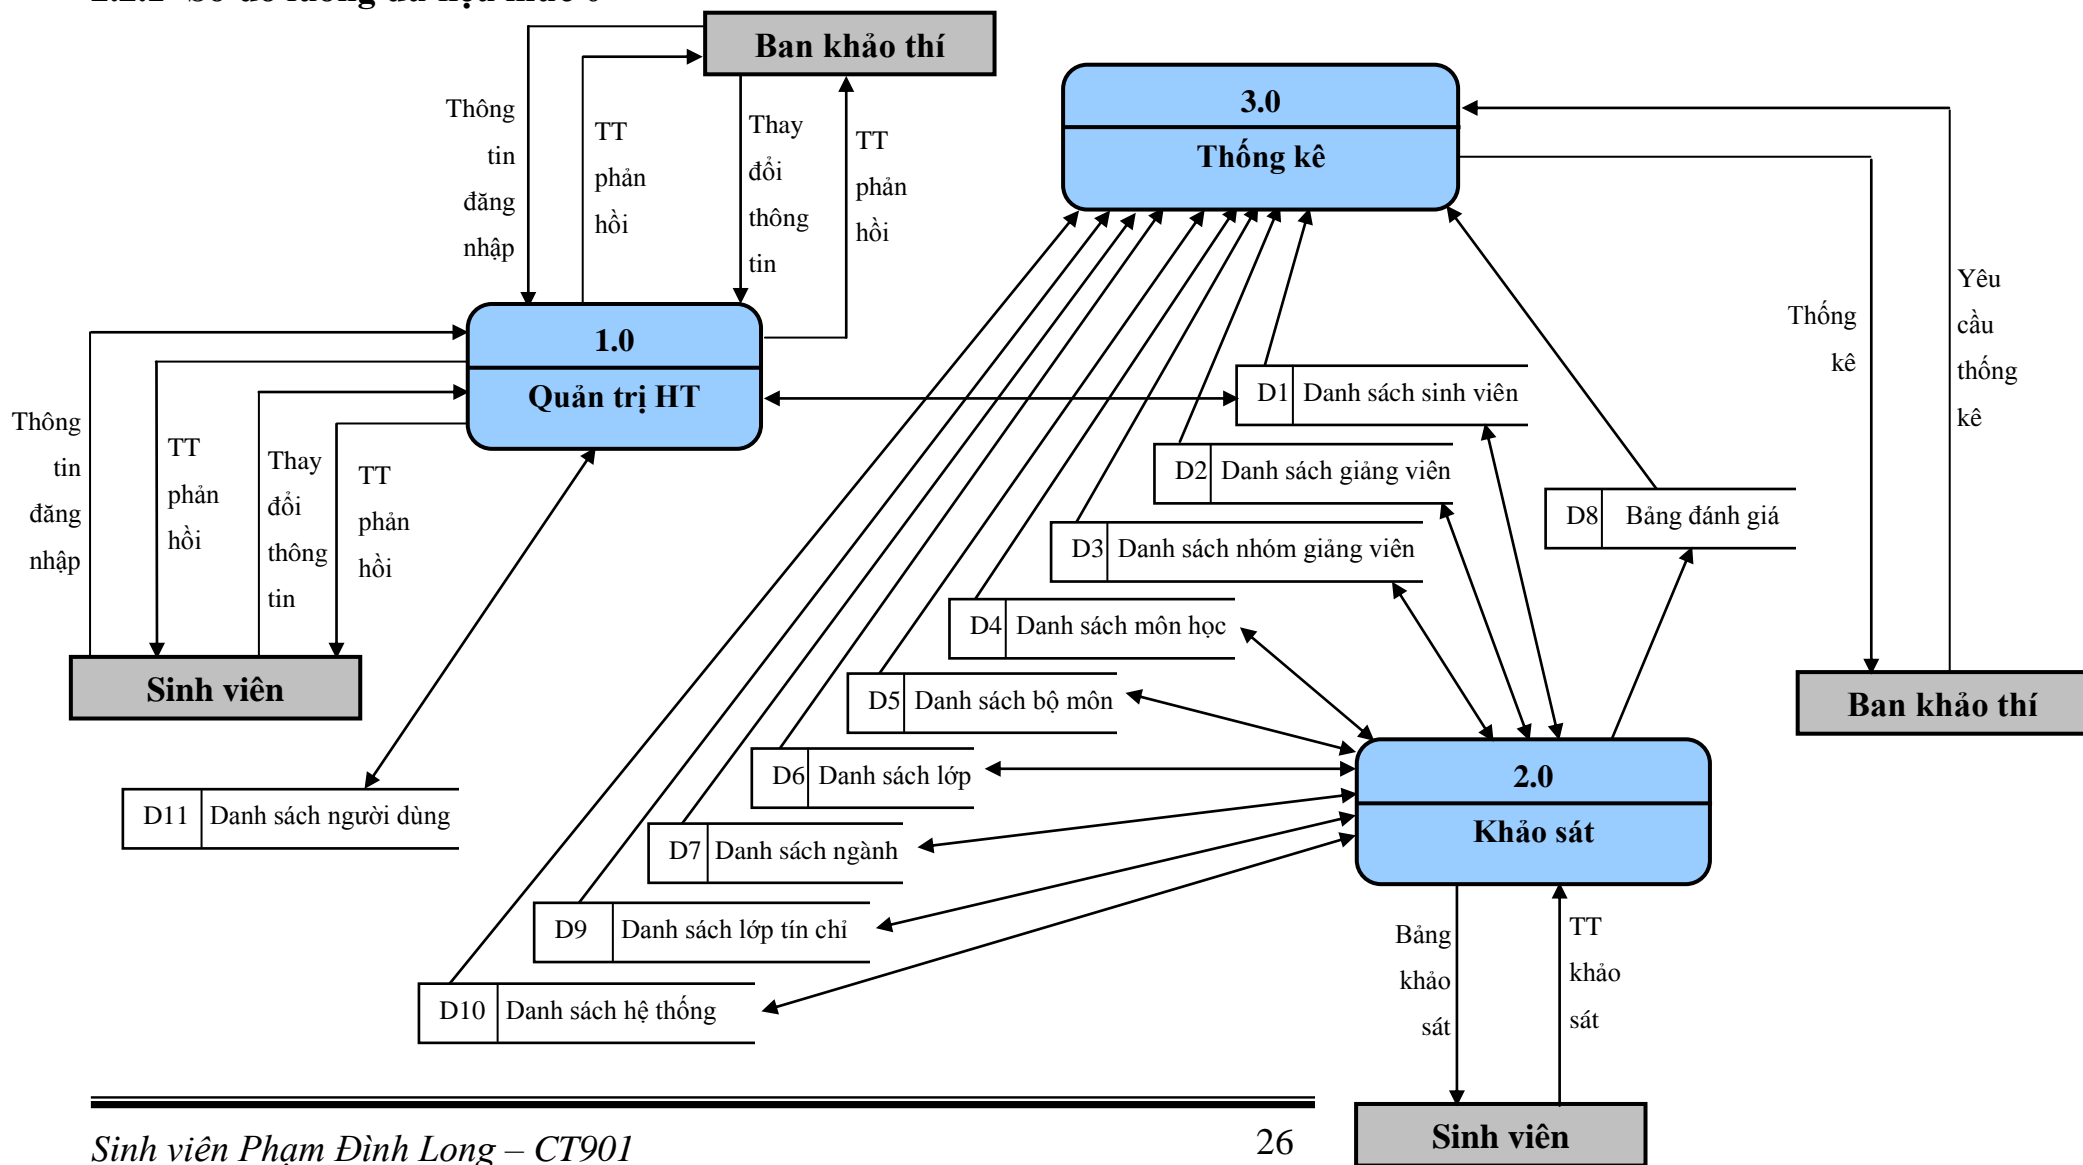 Ban khảo thí
Thông
tin
đăng
nhập
TT
phản
hồi
Thay
đổi
thông
tin
TT
phản
hồi
3.0
Thống kê
1.0
Quản trị HT
Thông
tin
đăng
nhập
TT
phản
hồi
Thay
đổi
thông
tin
TT
phản
hồi
Thống
kê
Yêu
cầu
thống
kê
D1 Danh sách sinh viên
D2 Danh sách giảng viên
D8 Bảng đánh giá
D3 Danh sách nhóm giảng viên
D4 Danh sách môn học
Sinh viên
D5 Danh sách bộ môn
Ban khảo thí
D6 Danh sách lớp
2.0
Khảo sát
D11 Danh sách người dùng
D7 Danh sách ngành
D9 Danh sách lớp tín chỉ
D10 Danh sách hệ thống
Bảng
khảo
sát
TT
khảo
sát
Sinh viên
Sinh viên Phạm Đình Long – CT901
26